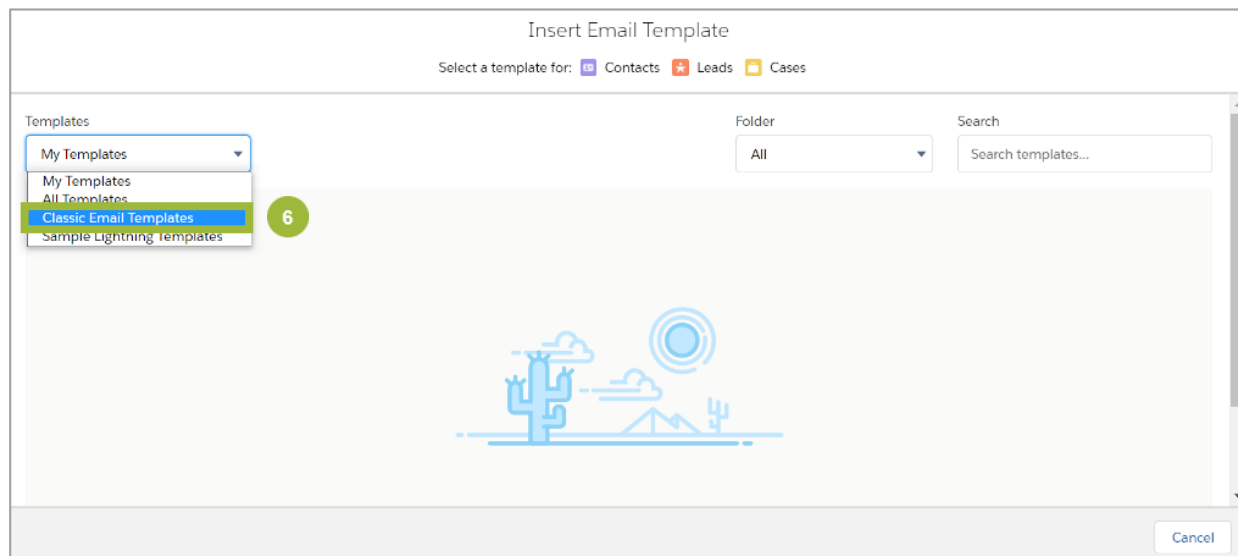 Insert Email Template
Select a template for: Contacts Leads Cases
Templates
Folder
Search
My Templates
All
Search templates...
My Templates
All Templates
Classic Email Templates
6
Sample Lightning Templates
Cancel